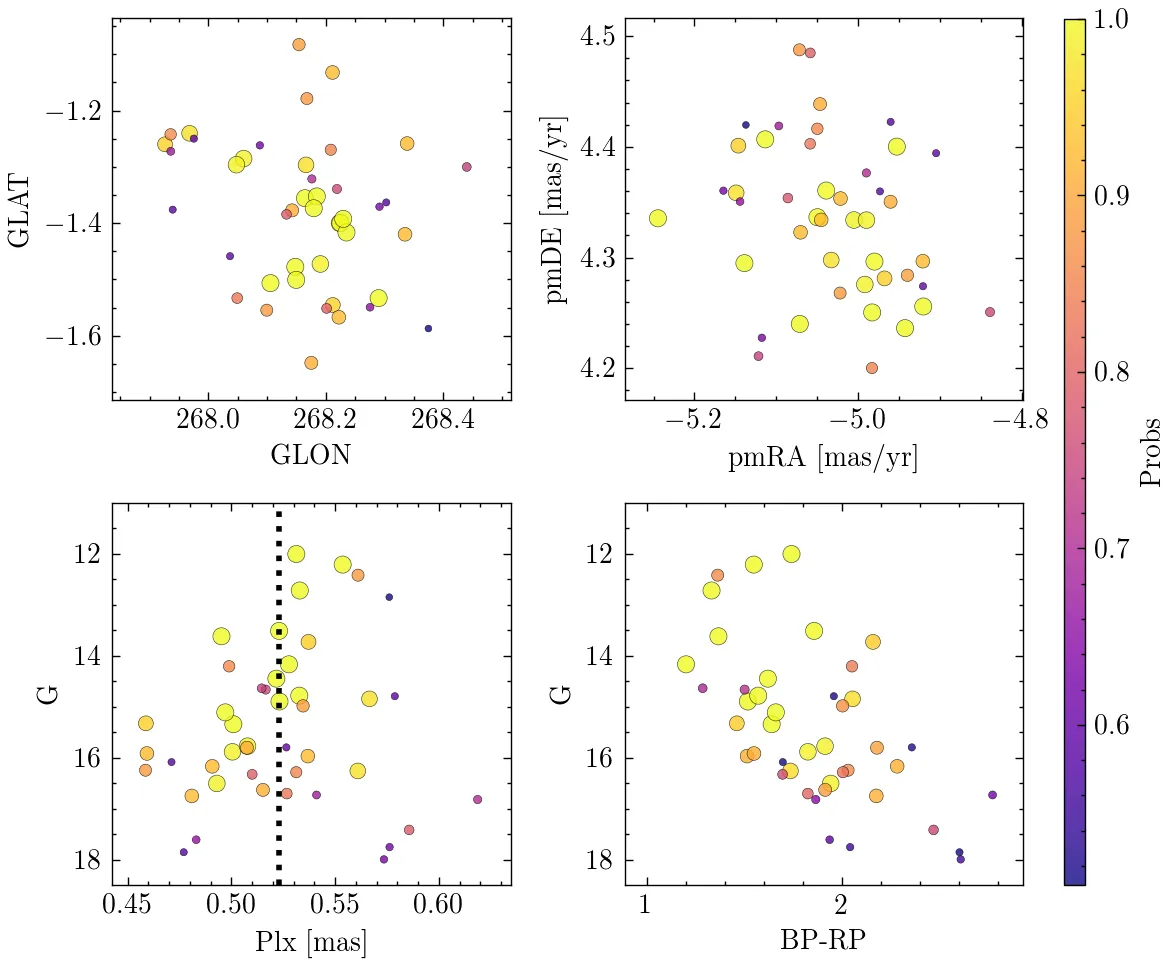 −1.2
−1.4
−1.6
GLAT
268.0 268.2 268.4
GLON
4.5
4.4
4.3
4.2
pmDE [mas/yr]
−5.2 −5.0 −4.8
pmRA [mas/yr]
12
14
16
18
G
0.45 0.50 0.55 0.60
Plx [mas]
12
14
16
18
G
1 2
BP-RP
1.0
0.9
0.8
0.7
0.6
Probs